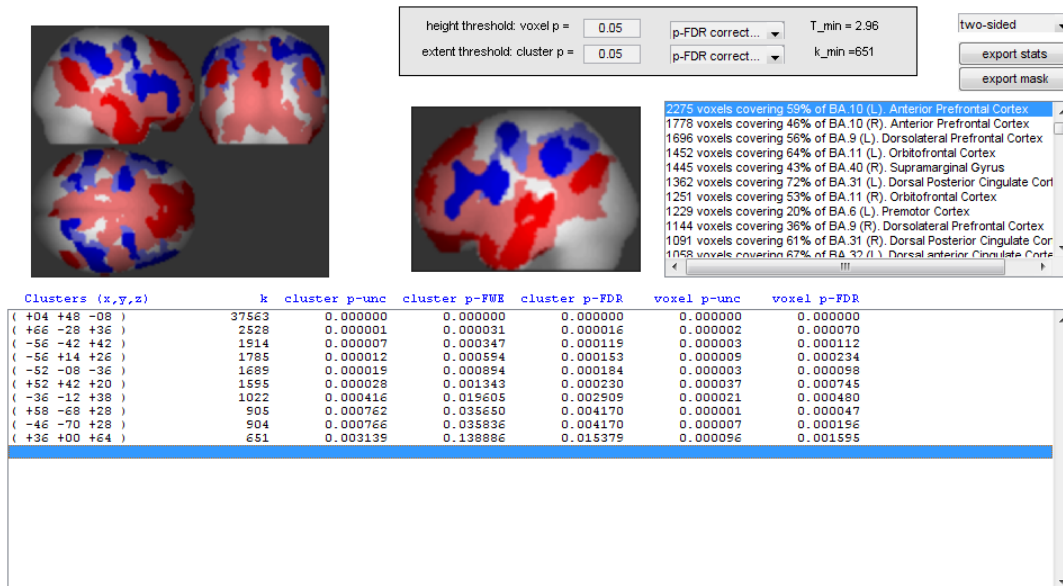 height threshold: voxel p = 0.05 p-FDR correct... T_min = 2.96
extent threshold: cluster p = 0.05 p-FDR correct... k_min =651
two-sided
export stats
export mask
2275 voxels covering 59% of BA.10 (L). Anterior Prefrontal Cortex
1778 voxels covering 46% of BA.10 (R). Anterior Prefrontal Cortex
1696 voxels covering 56% of BA.9 (L). Dorsolateral Prefrontal Cortex
1452 voxels covering 64% of BA.11 (L). Orbitofrontal Cortex
1445 voxels covering 43% of BA.40 (R). Supramarginal Gyrus
1362 voxels covering 72% of BA.31 (L). Dorsal Posterior Cingulate Cort
1251 voxels covering 53% of BA.11 (R). Orbitofrontal Cortex
1229 voxels covering 20% of BA.6 (L). Premotor Cortex
1144 voxels covering 36% of BA.9 (R). Dorsolateral Prefrontal Cortex
1091 voxels covering 61% of BA.31 (R). Dorsal Posterior Cingulate Cor
1058 voxels covering 67% of BA.32 (L). Dorsal anterior Cingulate Corte
Clusters (x,y,z) k cluster p-unc cluster p-FWE cluster p-FDR voxel p-unc voxel p-FDR
( +04 +48 -08 ) 37563 0.000000 0.000000 0.000000 0.000000 0.000000
( +66 -28 +36 ) 2528 0.000001 0.000031 0.000016 0.000002 0.000070
( -56 -42 +42 ) 1914 0.000007 0.000347 0.000119 0.000003 0.000112
( -56 +14 +26 ) 1785 0.000012 0.000594 0.000153 0.000009 0.000234
( -52 -08 -36 ) 1689 0.000019 0.000894 0.000184 0.000003 0.000098
( +52 +42 +20 ) 1595 0.000028 0.001343 0.000230 0.000037 0.000745
( -36 -12 +38 ) 1022 0.000416 0.019605 0.002909 0.000021 0.000480
( +58 -68 +28 ) 905 0.000762 0.035650 0.004170 0.000001 0.000047
( -46 -70 +28 ) 904 0.000766 0.035836 0.004170 0.000007 0.000196
( +36 +00 +64 ) 651 0.003139 0.138886 0.015379 0.000096 0.001595